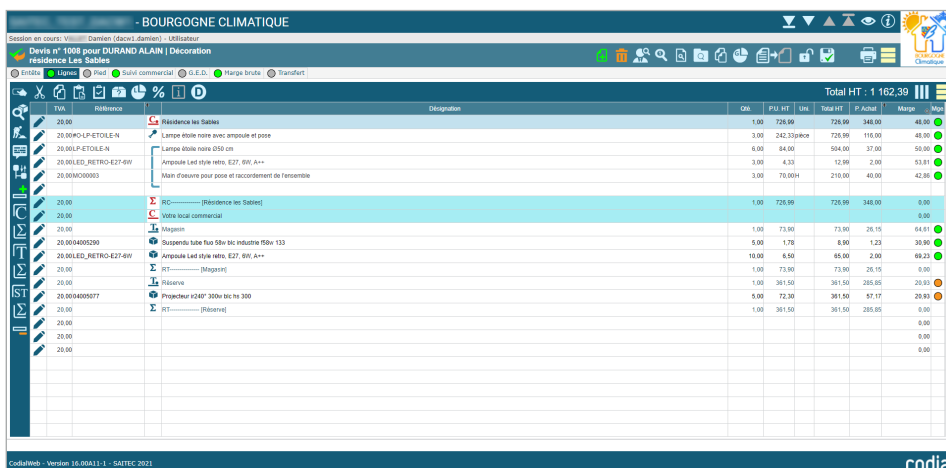 - BOURGOGNE CLIMATIQUE
Session en cours: Damien (dacw1.damien) - Utilisateur
Devis n° 1008 pour DURAND ALAIN | Décoration
résidence Les Sables
BOURGOGNE
Climatique
Entête Lignes Pied Suivi commercial G.E.D. Marge brute Transfert
Total HT : 1 162,39
TVA Référence Désignation Qté. P.U. HT Uni. Total HT P. Achat Marge Mge
20,00 C Résidence les Sables 1,00 726,99 726,99 348,00 48,00
20,00 #O-LP-ETOILE-N Lampe étoile noire avec ampoule et pose 3,00 242,33 pièce 726,99 116,00 48,00
20,00 LP-ETOILE-N Lampe étoile noire Ø50 cm 6,00 84,00 504,00 37,00 50,00
20,00 LED_RETRO-E27-6W Ampoule Led style retro, E27, 6W, A++ 3,00 4,33 12,99 2,00 53,81
20,00 MO00003 Main d'oeuvre pour pose et raccordement de l'ensemble 3,00 70,00 H 210,00 40,00 42,86
20,00 Σ RC-------------- [Résidence les Sables] 1,00 726,99 726,99 348,00 0,00
20,00 C Votre local commercial 0,00
20,00 T Magasin 1,00 73,90 73,90 26,15 64,61
20,00 04005290 Suspendu tube fluo 58w blc industrie f58w 133 5,00 1,78 8,90 1,23 30,90
20,00 LED_RETRO-E27-6W Ampoule Led style retro, E27, 6W, A++ 10,00 6,50 65,00 2,00 69,23
20,00 Σ RT-------------- [Magasin] 1,00 73,90 73,90 26,15 0,00
20,00 T Réserve 1,00 361,50 361,50 285,85 20,93
20,00 04005077 Projecteur ir240° 300w blc hs 300 5,00 72,30 361,50 57,17 20,93
20,00 Σ RT-------------- [Réserve] 1,00 361,50 361,50 285,85 0,00
20,00 0,00
20,00 0,00
20,00 0,00
CodialWeb - Version 16.00A11-1 - SAITEC 2021
codia